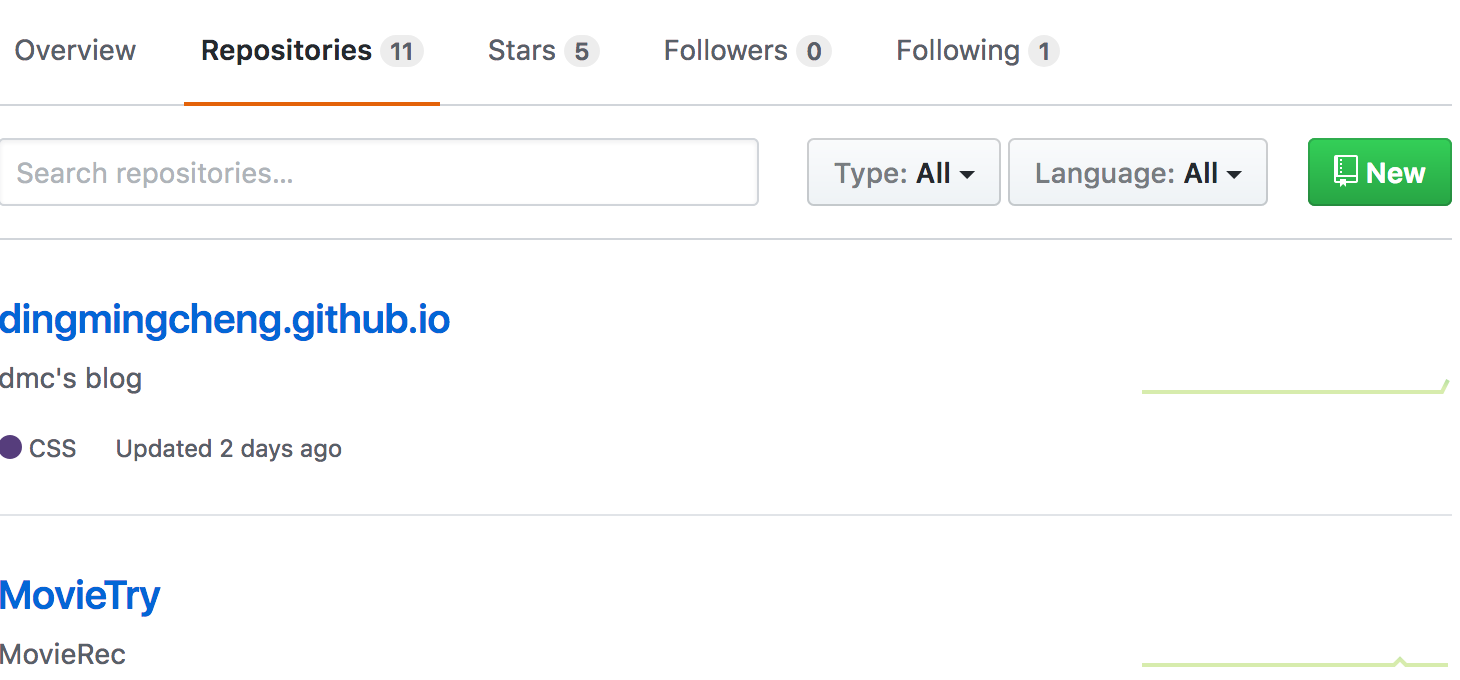 Overview Repositories 11 Stars 5 Followers 0 Following 1
Search repositories... Type: All Language: All New
dingmingcheng.github.io
dmc's blog
CSS Updated 2 days ago
MovieTry
MovieRec